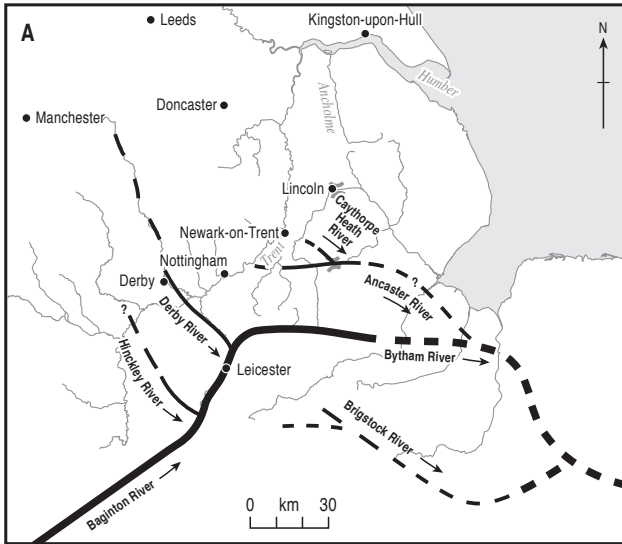 A
Leeds
Kingston-upon-Hull
N
Humber
Ancholme
Doncaster
Manchester
Lincoln
Caythorpe
Heath
River
Newark-on-Trent
Trent
Nottingham
?
Derby
Ancaster River
?
Derby River
Hinckley River
Bytham River
Leicester
Brigstock River
Baginton River
0 km 30